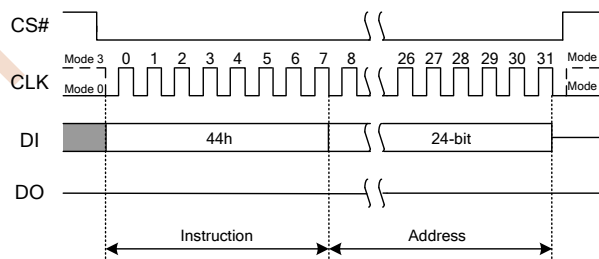 CS#
Mode 3 0 1 2 3 4 5 6 7 8 26 27 28 29 30 31 Mode
CLK
Mode 0 Mode
DI 44h 24-bit
DO
Instruction Address